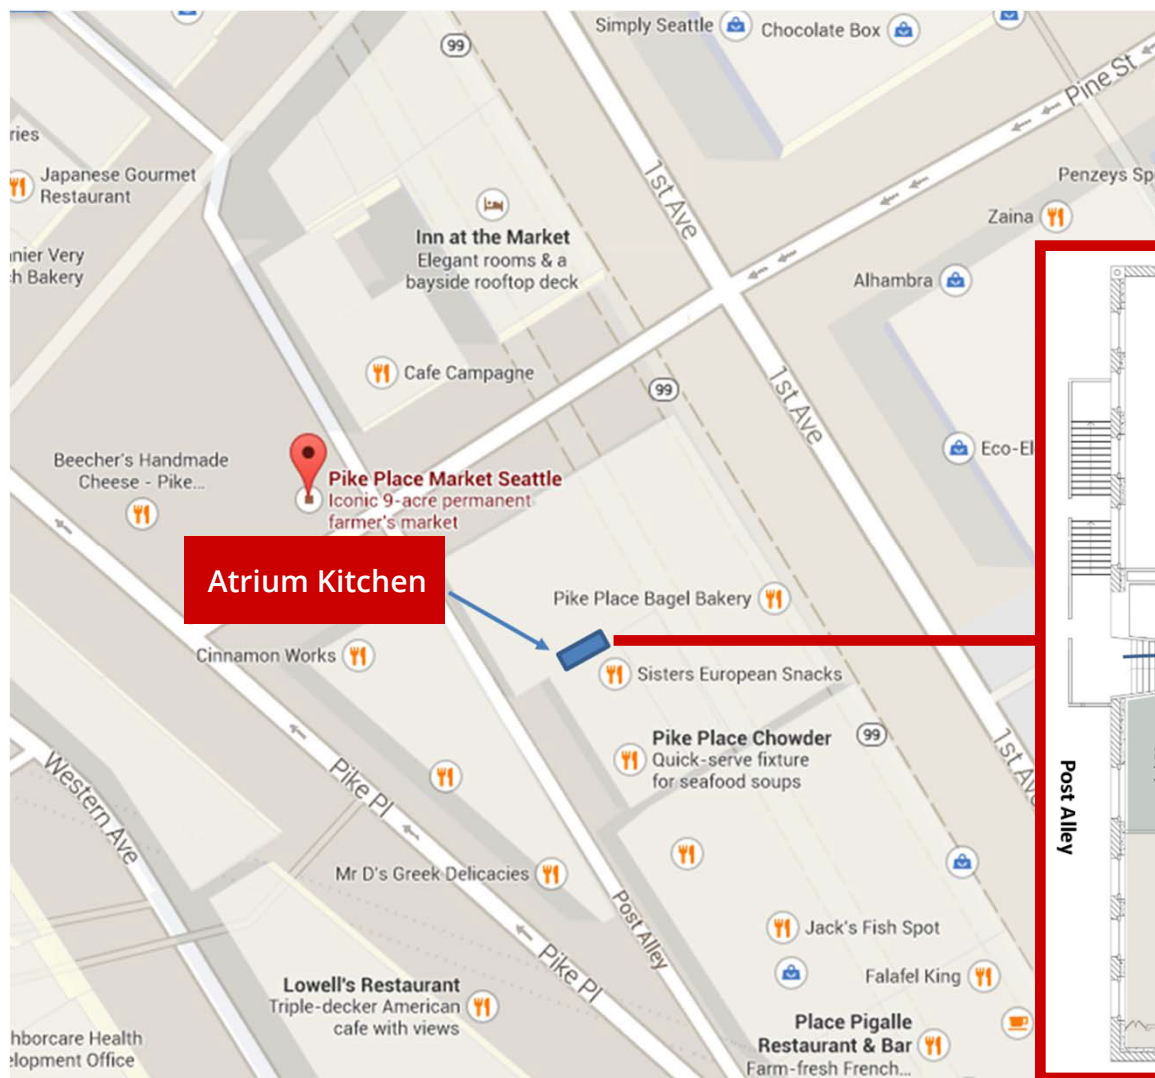 Simply Seattle
Chocolate Box
99
Pine St
ries
Japanese Gourmet
Restaurant
1st Ave
Penzeys Sp
Zaina
Inn at the Market
Elegant rooms & a
bayside rooftop deck
nier Very
h Bakery
Alhambra
Cafe Campagne
99
1st Ave
Beecher's Handmade
Cheese - Pike...
Eco-El
Pike Place Market Seattle
Iconic 9-acre permanent
farmer's market
Atrium Kitchen
Pike Place Bagel Bakery
Cinnamon Works
Sisters European Snacks
Pike Place Chowder
Quick-serve fixture
for seafood soups
99
1st Ave
Western Ave
Pike Pl
Post Alley
Mr D's Greek Delicacies
Post Alley
Jack's Fish Spot
Pike Pl
Falafel King
Lowell's Restaurant
Triple-decker American
cafe with views
Place Pigalle
Restaurant & Bar
Farm-fresh French...
hborcare Health
elopment Office